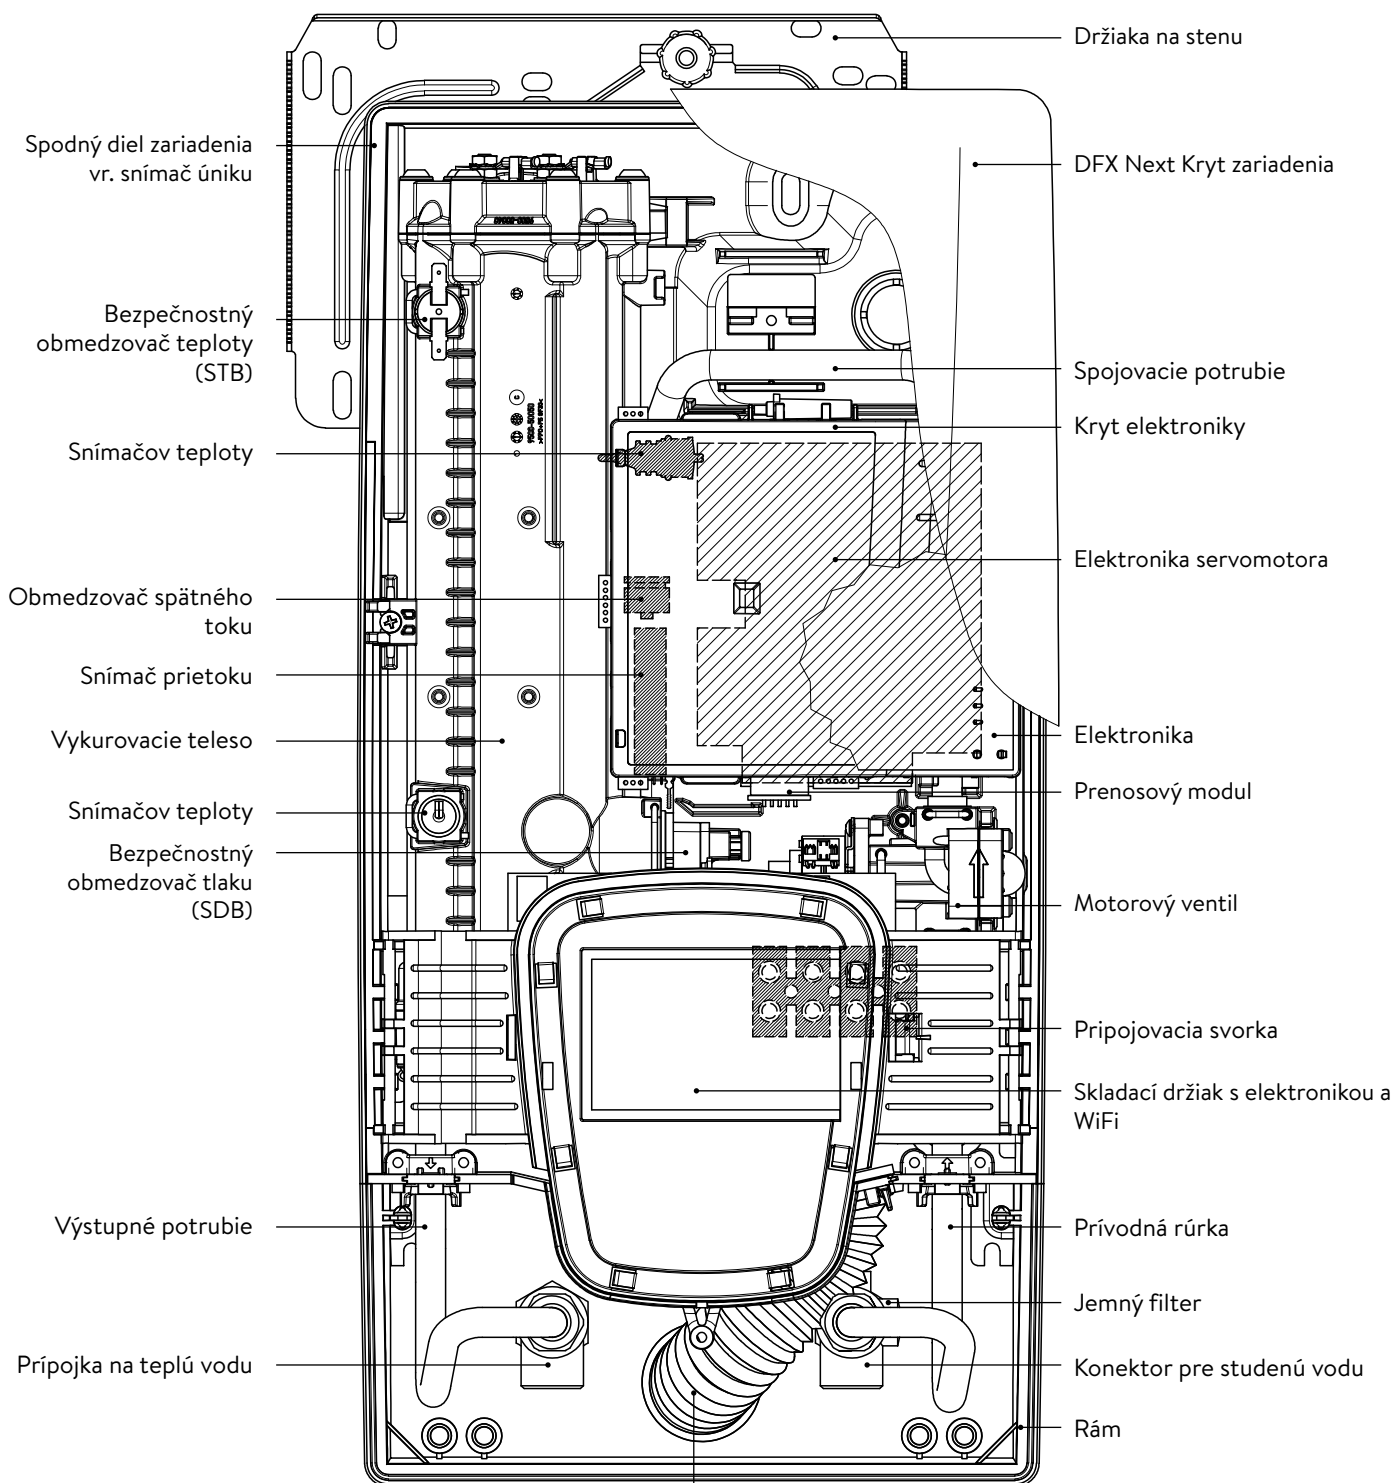 Držiaka na stenu
Spodný diel zariadenia
vr. snímač úniku
DFX Next Kryt zariadenia
Bezpečnostný
obmedzovač teploty
(STB)
Spojovacie potrubie
Kryt elektroniky
Snímačov teploty
Elektronika servomotora
Obmedzovač spätného
toku
Snímač prietoku
Vykurovacie teleso
Elektronika
Prenosový modul
Snímačov teploty
Bezpečnostný
obmedzovač tlaku
(SDB)
Motorový ventil
Pripojovacia svorka
Skladací držiak s elektronikou a
WiFi
Výstupné potrubie
Prívodná rúrka
Jemný filter
Prípojka na teplú vodu
Konektor pre studenú vodu
Rám